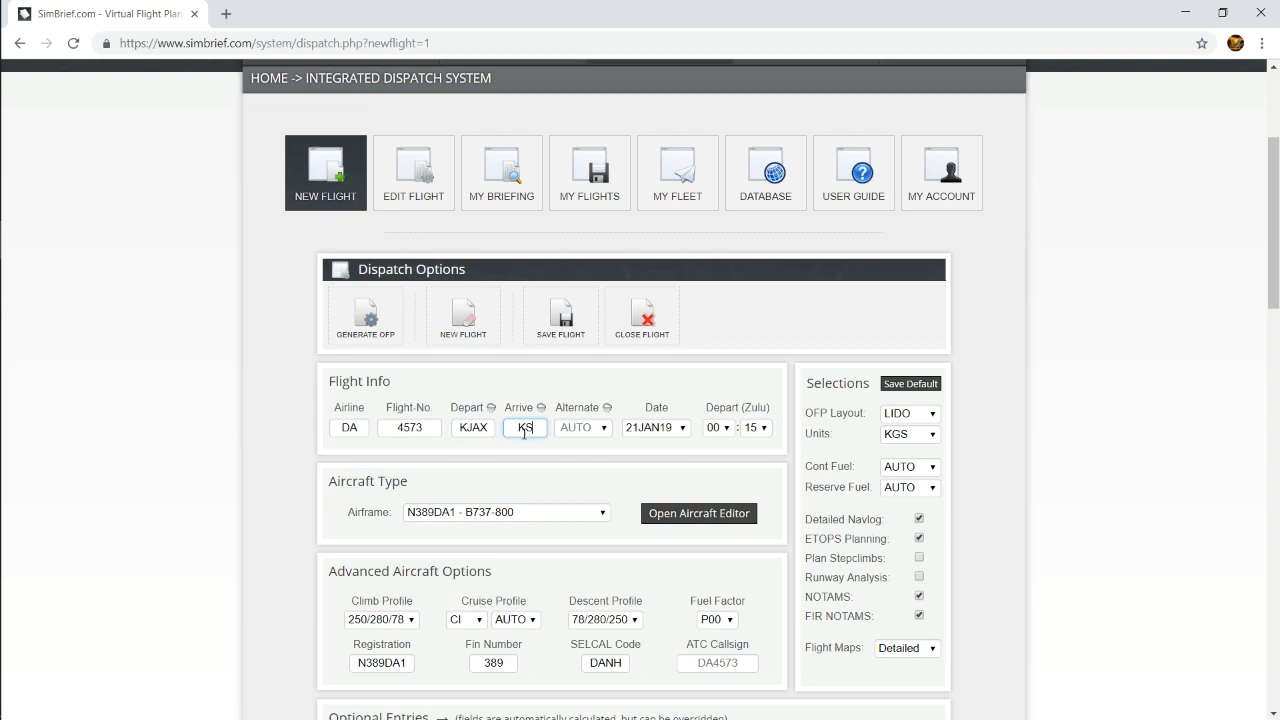 SimBrief.com - Virtual Flight Plan
https://www.simbrief.com/system/dispatch.php?newflight=1
HOME -> INTEGRATED DISPATCH SYSTEM
NEW FLIGHT
EDIT FLIGHT
MY BRIEFING
MY FLIGHTS
MY FLEET
DATABASE
USER GUIDE
MY ACCOUNT
Dispatch Options
GENERATE OFP
NEW FLIGHT
SAVE FLIGHT
CLOSE FLIGHT
Flight Info
Airline Flight-No. Depart Arrive Alternate Date Depart (Zulu)
DA 4573 KJAX KS AUTO 21JAN19 00 : 15
Aircraft Type
Airframe: N389DA1 - B737-800 Open Aircraft Editor
Advanced Aircraft Options
Climb Profile Cruise Profile Descent Profile Fuel Factor
250/280/78 CI AUTO 78/280/250 P00
Registration Fin Number SELCAL Code ATC Callsign
N389DA1 389 DANH DA4573
Optional Entries → (fields are automatically calculated, but can be overridden)
Selections Save Default
OFP Layout: LIDO
Units: KGS
Cont Fuel: AUTO
Reserve Fuel: AUTO
Detailed Navlog:
ETOPS Planning:
Plan Stepclimbs:
Runway Analysis:
NOTAMS:
FIR NOTAMS:
Flight Maps: Detailed